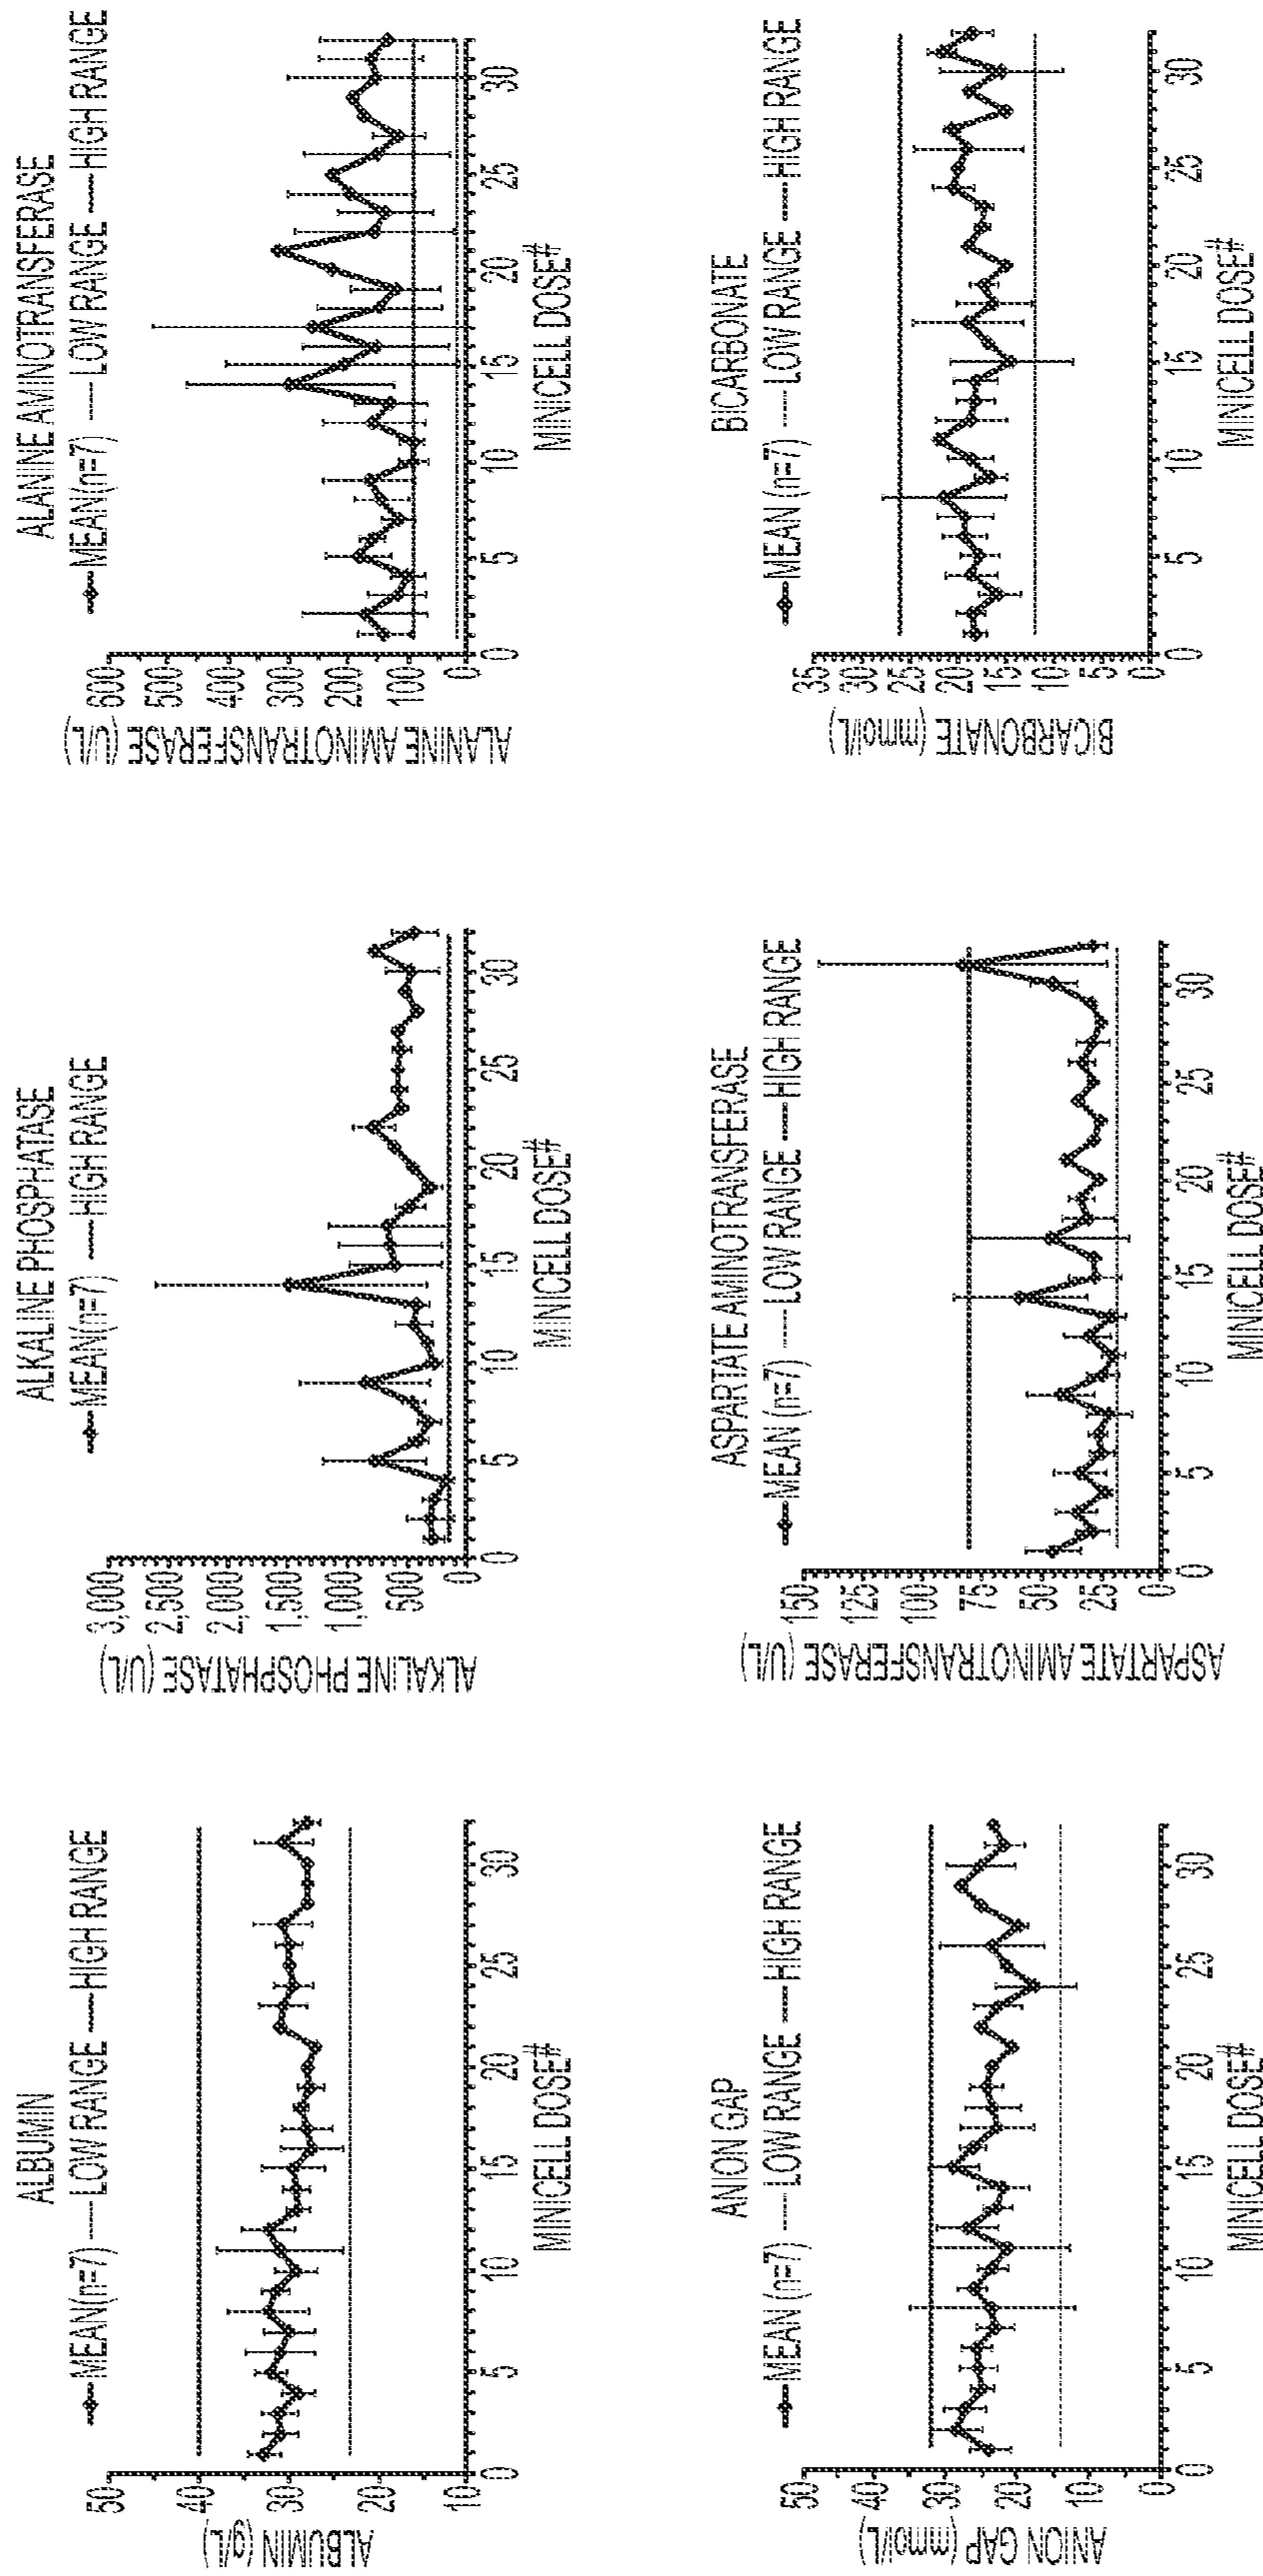 ALBUMIN
MEAN(n=7) LOW RANGE HIGH RANGE
ALBUMIN (g/L)
50
40
30
20
10
0 5 10 15 20 25 30
MINICELL DOSE#
ALKALINE PHOSPHATASE
MEAN(n=7) HIGH RANGE
ALKALINE PHOSPHATASE (U/L)
3,000
2,500
2,000
1,500
1,000
500
0
0 5 10 15 20 25 30
MINICELL DOSE#
ALANINE AMINOTRANSFERASE
MEAN(n=7) LOW RANGE HIGH RANGE
ALANINE AMINOTRANSFERASE (U/L)
600
500
400
300
200
100
0
0 5 10 15 20 25 30
MINICELL DOSE#
ANION GAP
MEAN (n=7) LOW RANGE HIGH RANGE
ANION GAP (mmol/L)
50
40
30
20
10
0
0 5 10 15 20 25 30
MINICELL DOSE#
ASPARTATE AMINOTRANSFERASE
MEAN (n=7) LOW RANGE HIGH RANGE
ASPARTATE AMINOTRANSFERASE (U/L)
150
125
100
75
50
25
0
0 5 10 15 20 25 30
MINICELL DOSE#
BICARBONATE
MEAN (n=7) LOW RANGE HIGH RANGE
BICARBONATE (mmol/L)
35
30
25
20
15
10
5
0
0 5 10 15 20 25 30
MINICELL DOSE#